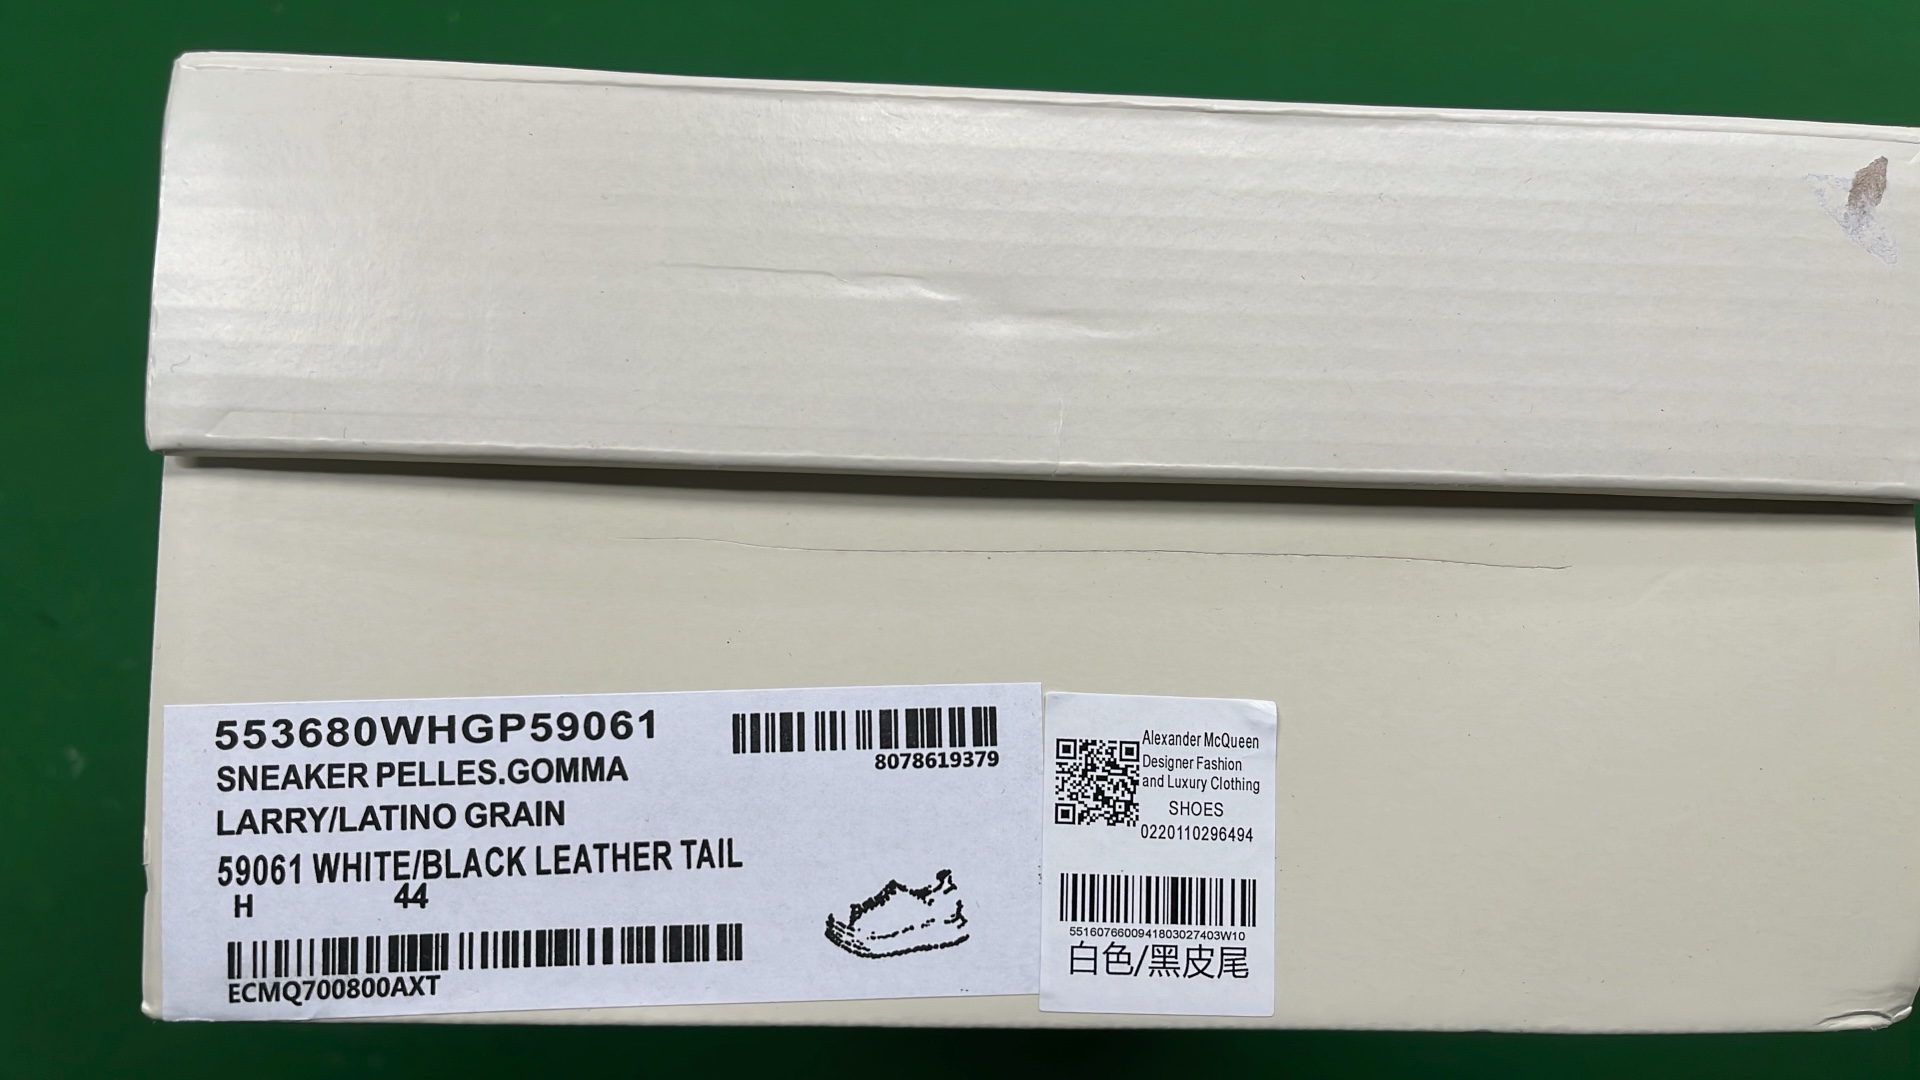 553680WHGP59061
SNEAKER PELLES.GOMMA
LARRY/LATINO GRAIN
59061 WHITE/BLACK LEATHER TAIL
H 44
ECMQ700800AXT
8078619379
Alexander McQueen
Designer Fashion
and Luxury Clothing
SHOES
0220110296494
5516076600941803027403W10
白色/黑皮尾